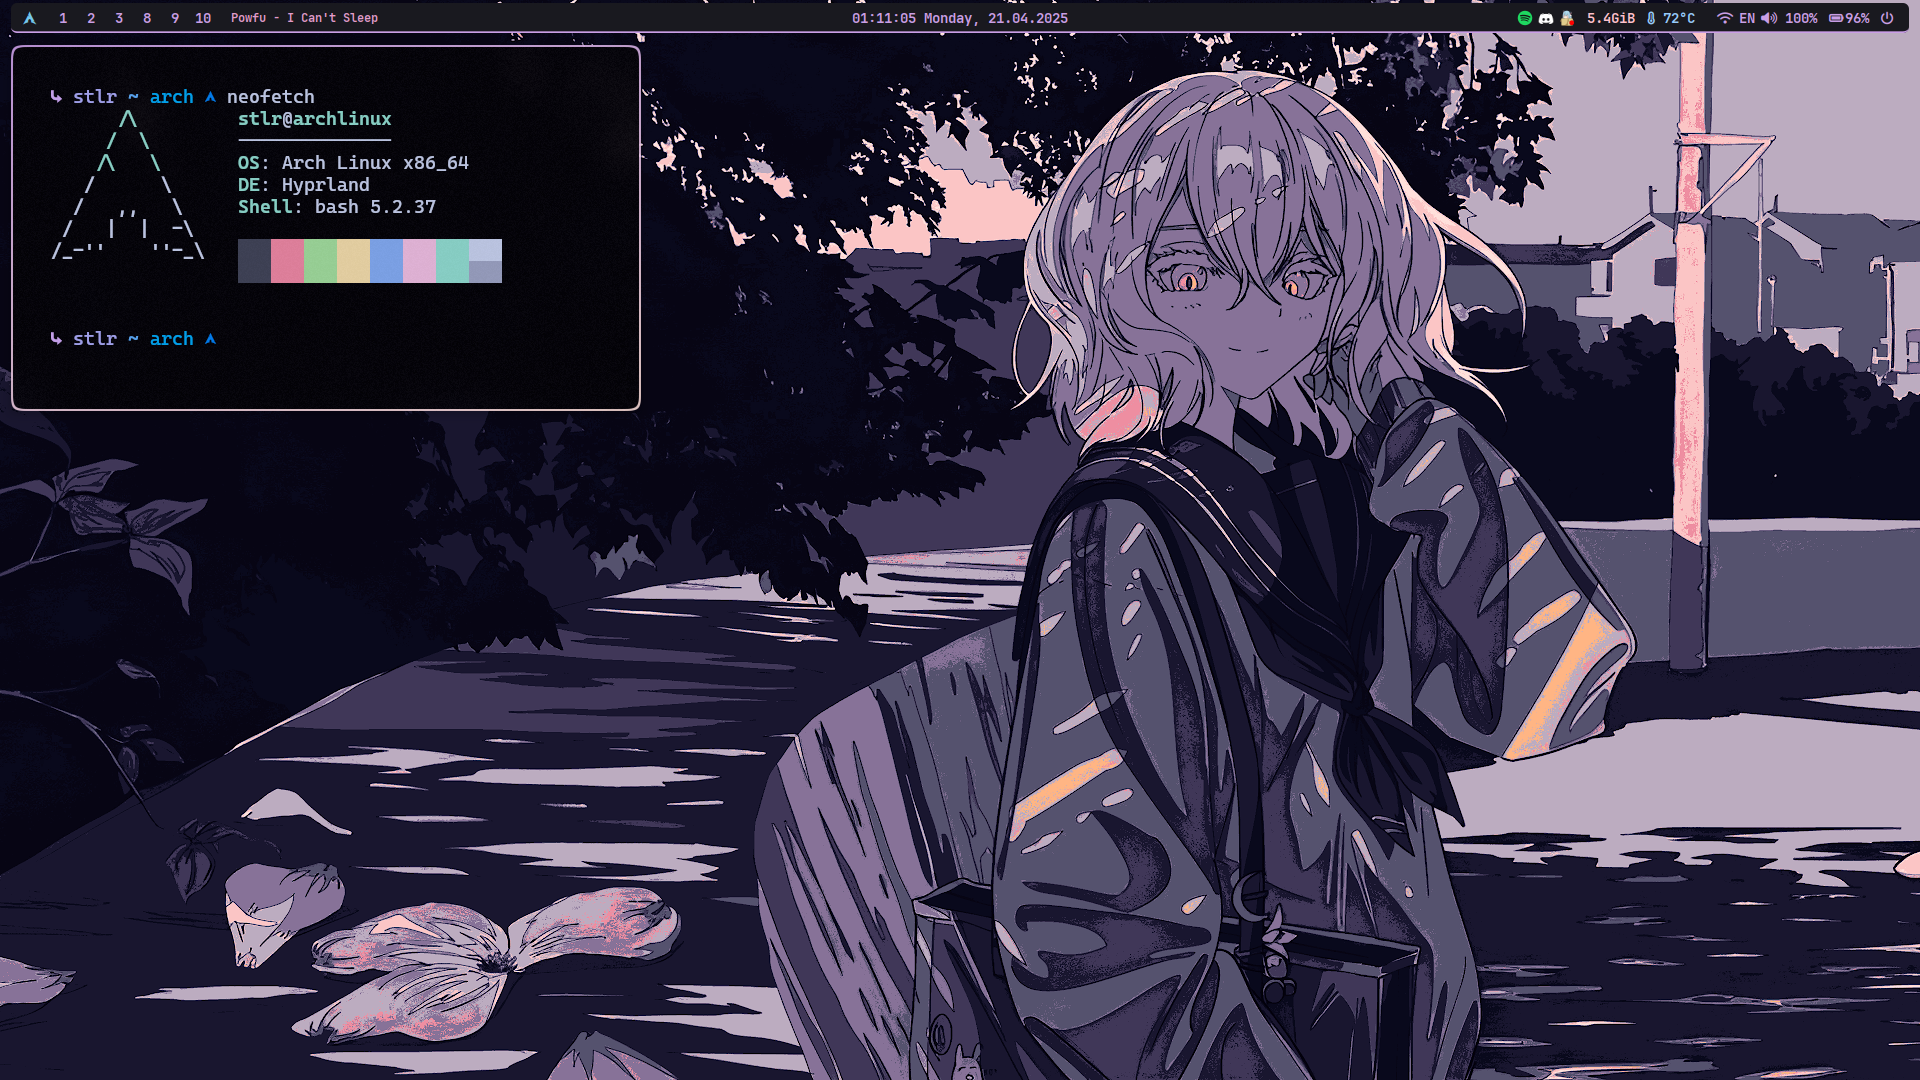 1 2 3 8 9 10 Powfu - I Can't Sleep 01:11:05 Monday, 21.04.2025 5.4GiB 72°C EN 100% 96%
stlr ~ arch neofetch
stlr@archlinux
OS: Arch Linux x86_64
DE: Hyprland
Shell: bash 5.2.37
stlr ~ arch